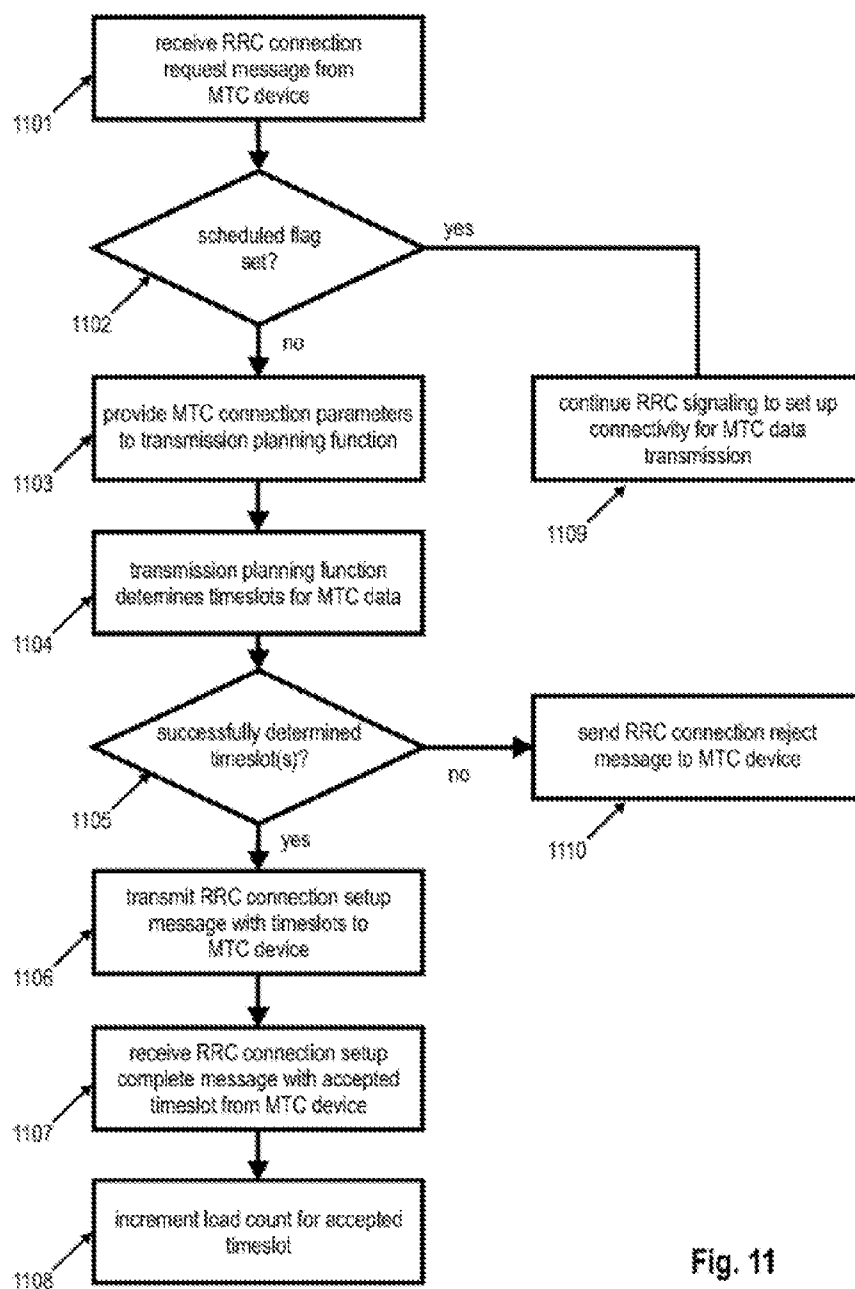 receive RRC connection
request message from
MTC device
1101
scheduled flag
set?
yes
1102
no
provide MTC connection parameters
to transmission planning function
1103
continue RRC signaling to set up
connectivity for MTC data
transmission
1109
transmission planning function
detemines timeslots for MTC data
1104
successfully determined
timeslot(s)?
no
1105
yes
send RRC connection reject
message to MTC device
1110
transmit RRC connection setup
message with timeslots to
MTC device
1106
receive RRC connection setup
complete message with accepted
timeslot from MTC device
1107
increment load count for accepted
timeslot
1108
Fig. 11